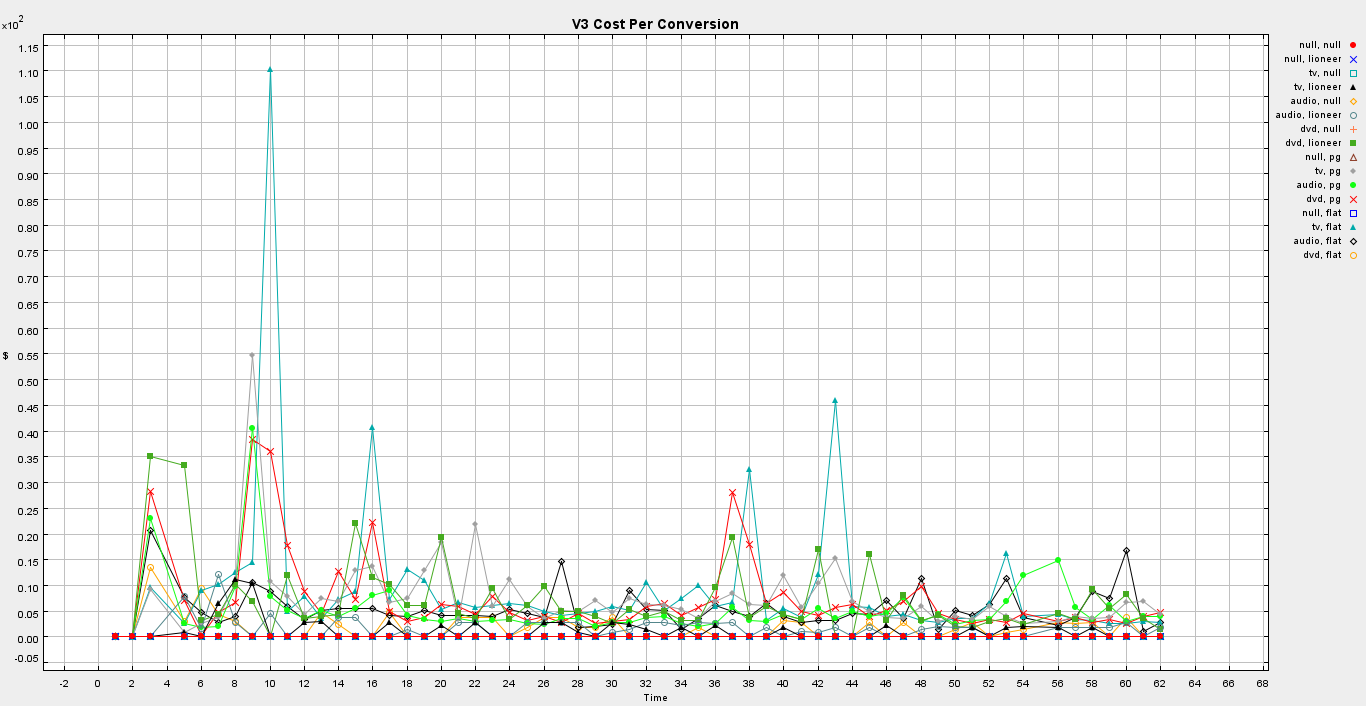 V3 Cost Per Conversion
×10²
1.15
1.10
1.05
1.00
0.95
0.90
0.85
0.80
0.75
0.70
0.65
0.60
0.55
0.50
0.45
0.40
0.35
0.30
0.25
0.20
0.15
0.10
0.05
0.00
-0.05
$
-2 0 2 4 6 8 10 12 14 16 18 20 22 24 26 28 30 32 34 36 38 40 42 44 46 48 50 52 54 56 58 60 62 64 66 68
Time
null, null
null, lioneer
tv, null
tv, lioneer
audio, null
audio, lioneer
dvd, null
dvd, lioneer
null, pg
tv, pg
audio, pg
dvd, pg
null, flat
tv, flat
audio, flat
dvd, flat